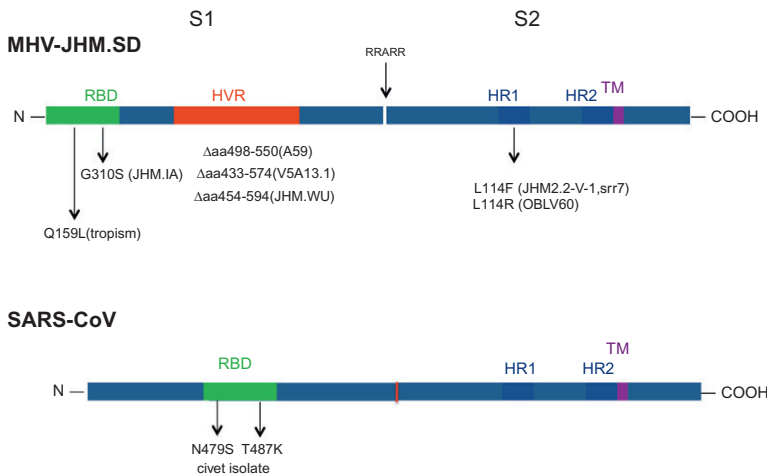 S1 S2
MHV-JHM.SD
RRARR
RBD HVR HR1 HR2 TM
N COOH
G310S (JHM.IA)
Δaa498-550(A59)
Δaa433-574(V5A13.1)
Δaa454-594(JHM.WU)
L114F (JHM2.2-V-1,srr7)
L114R (OBLV60)
Q159L(tropism)
SARS-CoV
RBD HR1 HR2 TM
N COOH
N479S T487K
civet isolate